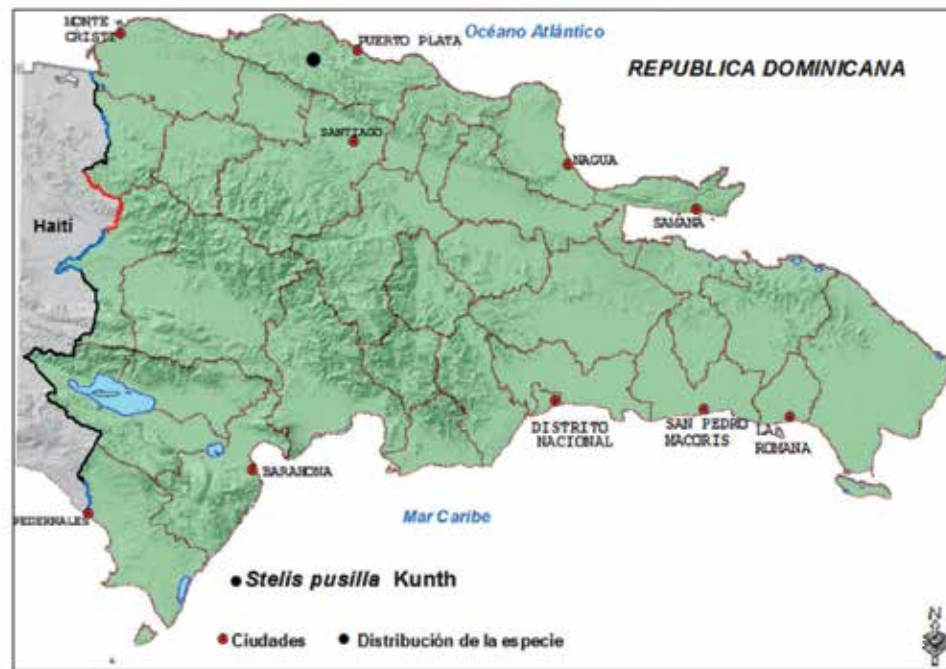 MONTE
CRISTI
PUERTO PLATA
Océano Atlántico
REPUBLICA DOMINICANA
SANTIAGO
NAGUA
SAMANA
Haití
DISTRITO
NACIONAL
SAN PEDRO
MACORIS
LA
ROMANA
BARAHONA
PEDERNALES
Mar Caribe
Stelis pusilla Kunth
Ciudades
Distribución de la especie